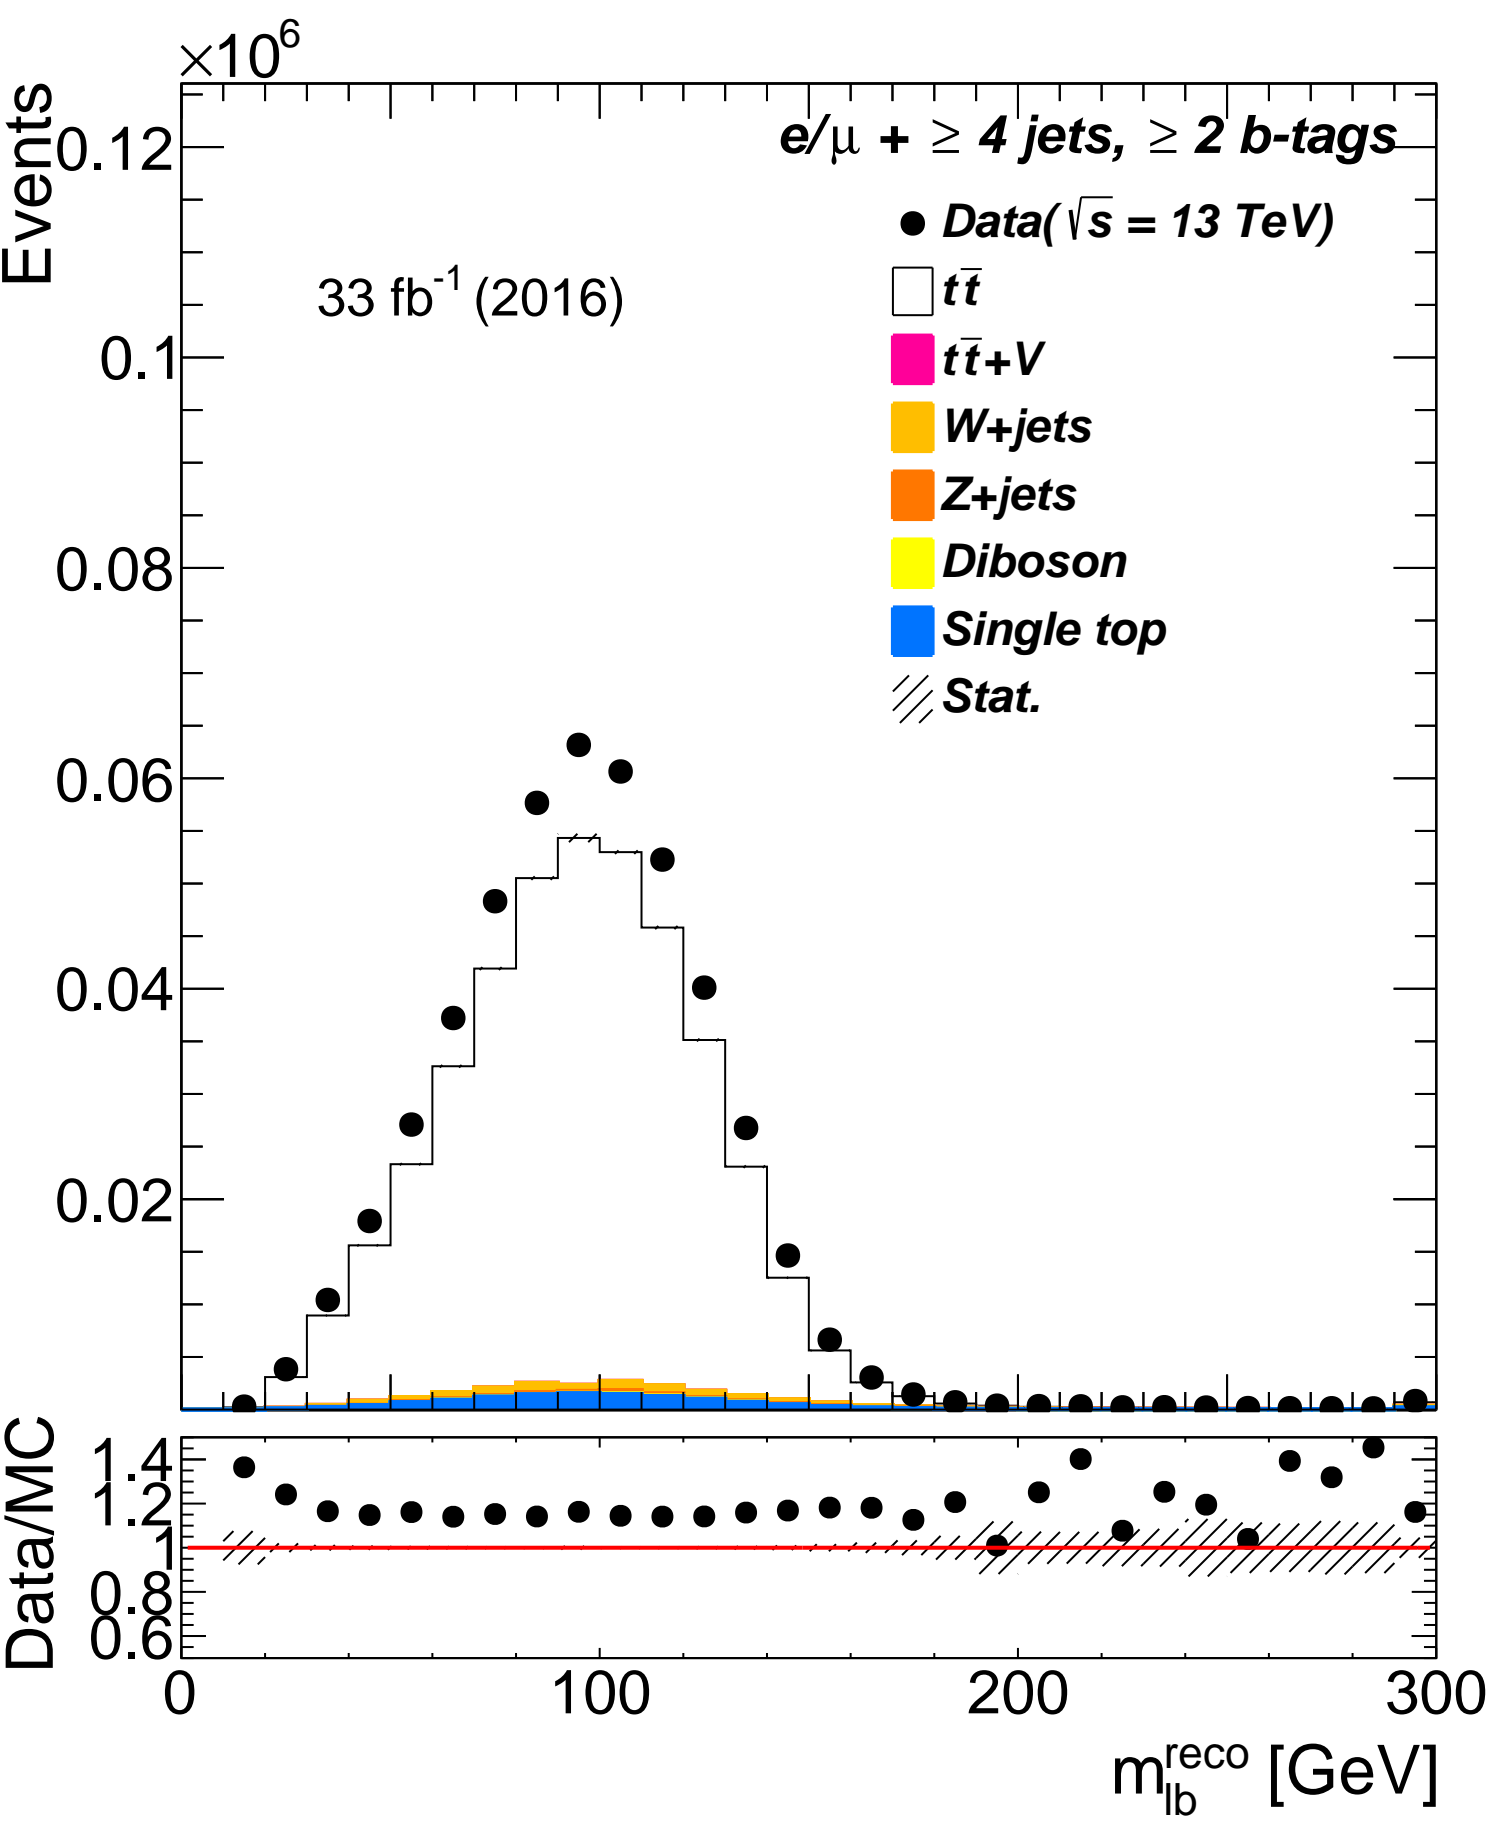 ×10⁶
Events
0.12
0.1
0.08
0.06
0.04
0.02
e/μ + ≥ 4 jets, ≥ 2 b-tags
33 fb⁻¹ (2016)
Data(√s = 13 TeV)
tt̅
tt̅+V
W+jets
Z+jets
Diboson
Single top
Stat.
Data/MC
1.4
1.2
1
0.8
0.6
0 100 200 300
m_lb^reco [GeV]